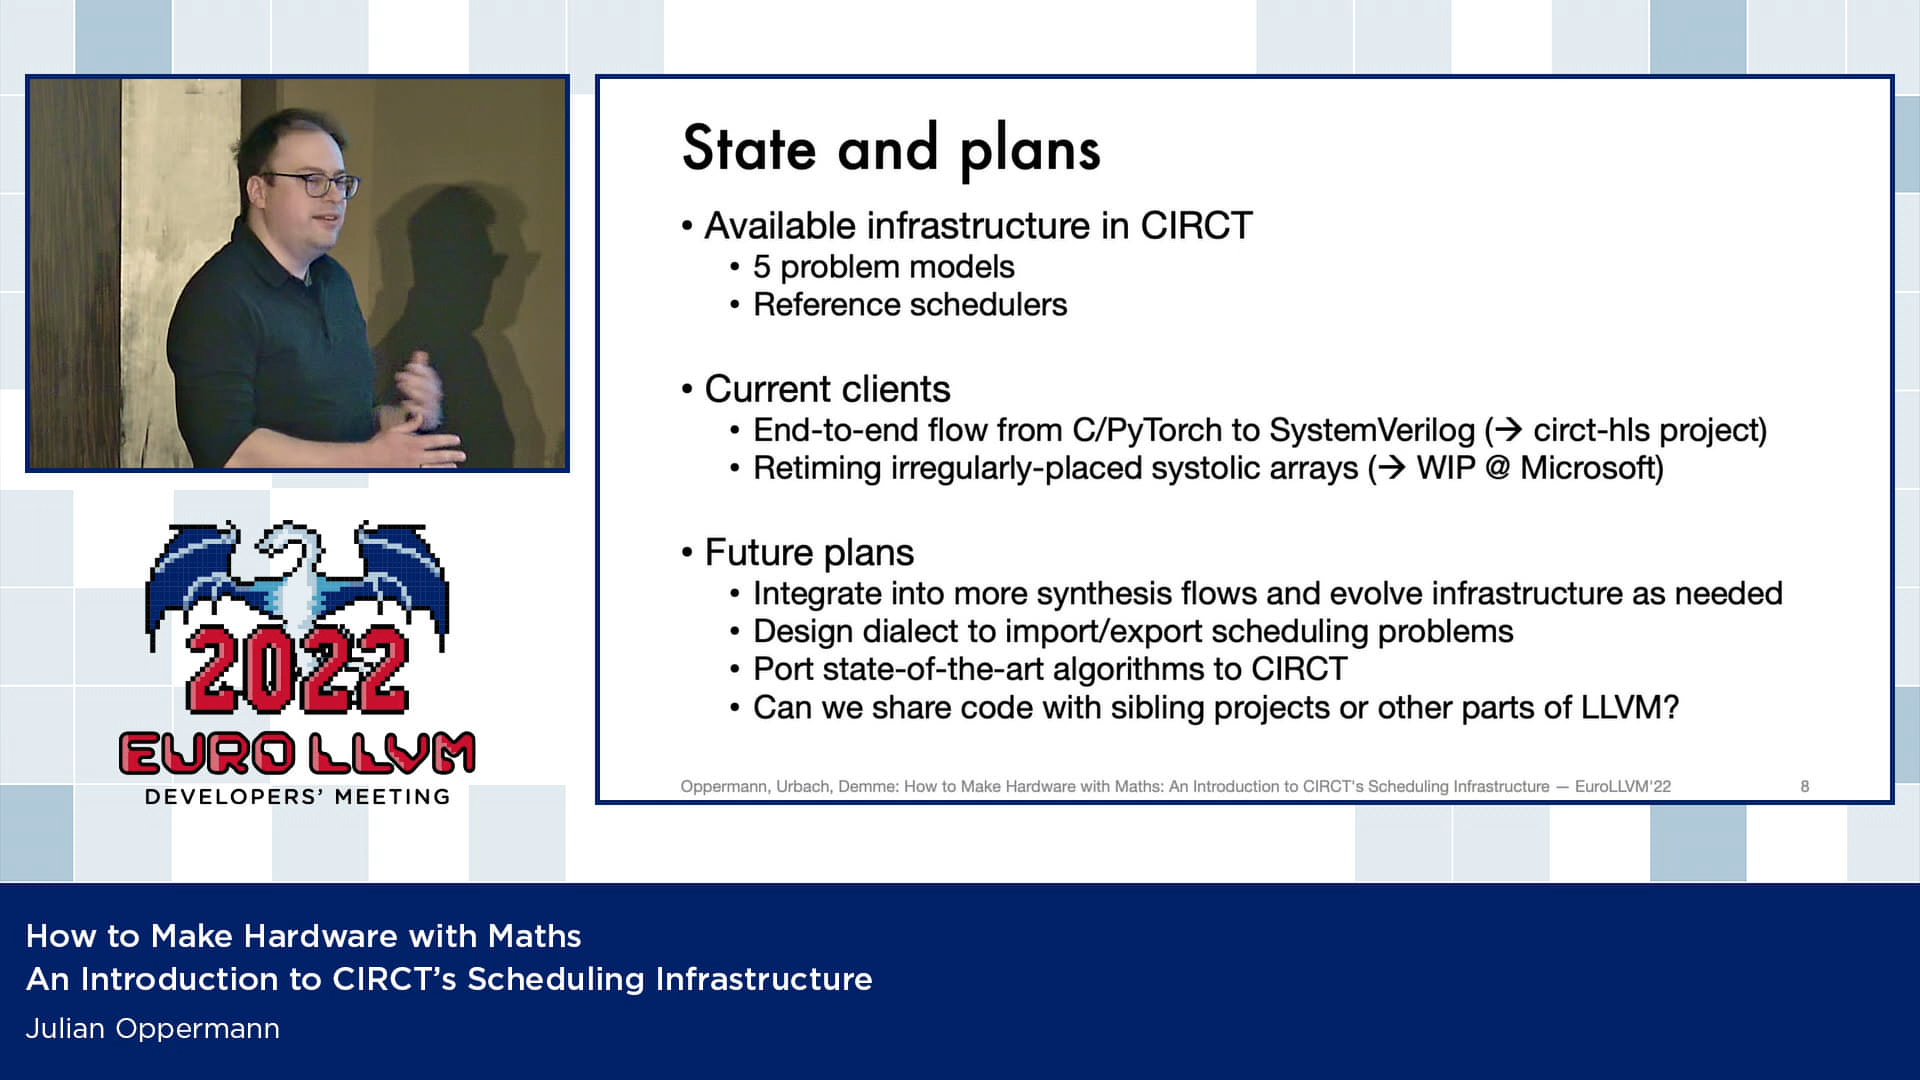 State and plans
• Available infrastructure in CIRCT
• 5 problem models
• Reference schedulers
• Current clients
• End-to-end flow from C/PyTorch to SystemVerilog (→ circt-hls project)
• Retiming irregularly-placed systolic arrays (→ WIP @ Microsoft)
• Future plans
• Integrate into more synthesis flows and evolve infrastructure as needed
• Design dialect to import/export scheduling problems
• Port state-of-the-art algorithms to CIRCT
• Can we share code with sibling projects or other parts of LLVM?
Oppermann, Urbach, Demme: How to Make Hardware with Maths: An Introduction to CIRCT's Scheduling Infrastructure — EuroLLVM'22 8
2022
EURO LLVM
DEVELOPERS' MEETING
How to Make Hardware with Maths
An Introduction to CIRCT's Scheduling Infrastructure
Julian Oppermann